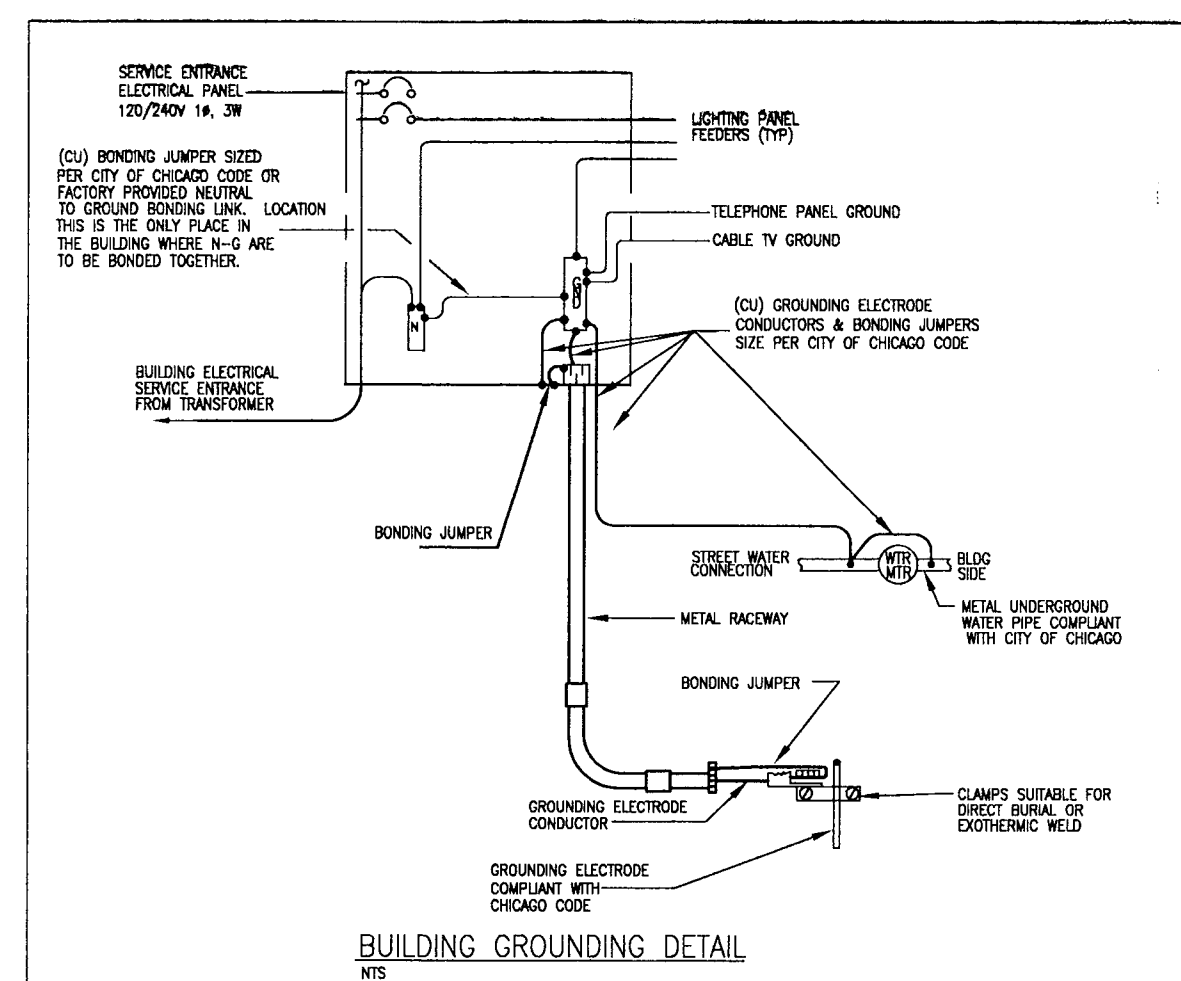 SERVICE ENTRANCE
ELECTRICAL PANEL
120/240V 1ø, 3W
LIGHTING PANEL
FEEDERS (TYP)
(CU) BONDING JUMPER SIZED
PER CITY OF CHICAGO CODE OR
FACTORY PROVIDED NEUTRAL
TO GROUND BONDING LINK. LOCATION
THIS IS THE ONLY PLACE IN
THE BUILDING WHERE N-G ARE
TO BE BONDED TOGETHER.
TELEPHONE PANEL GROUND
CABLE TV GROUND
GND
N
(CU) GROUNDING ELECTRODE
CONDUCTORS & BONDING JUMPERS
SIZE PER CITY OF CHICAGO CODE
BUILDING ELECTRICAL
SERVICE ENTRANCE
FROM TRANSFORMER
BONDING JUMPER
STREET WATER
CONNECTION
WTR
MTR
BLDG
SIDE
METAL UNDERGROUND
WATER PIPE COMPLIANT
WITH CITY OF CHICAGO
METAL RACEWAY
BONDING JUMPER
GROUNDING ELECTRODE
CONDUCTOR
CLAMPS SUITABLE FOR
DIRECT BURIAL OR
EXOTHERMIC WELD
GROUNDING ELECTRODE
COMPLIANT WITH
CHICAGO CODE
BUILDING GROUNDING DETAIL
NTS